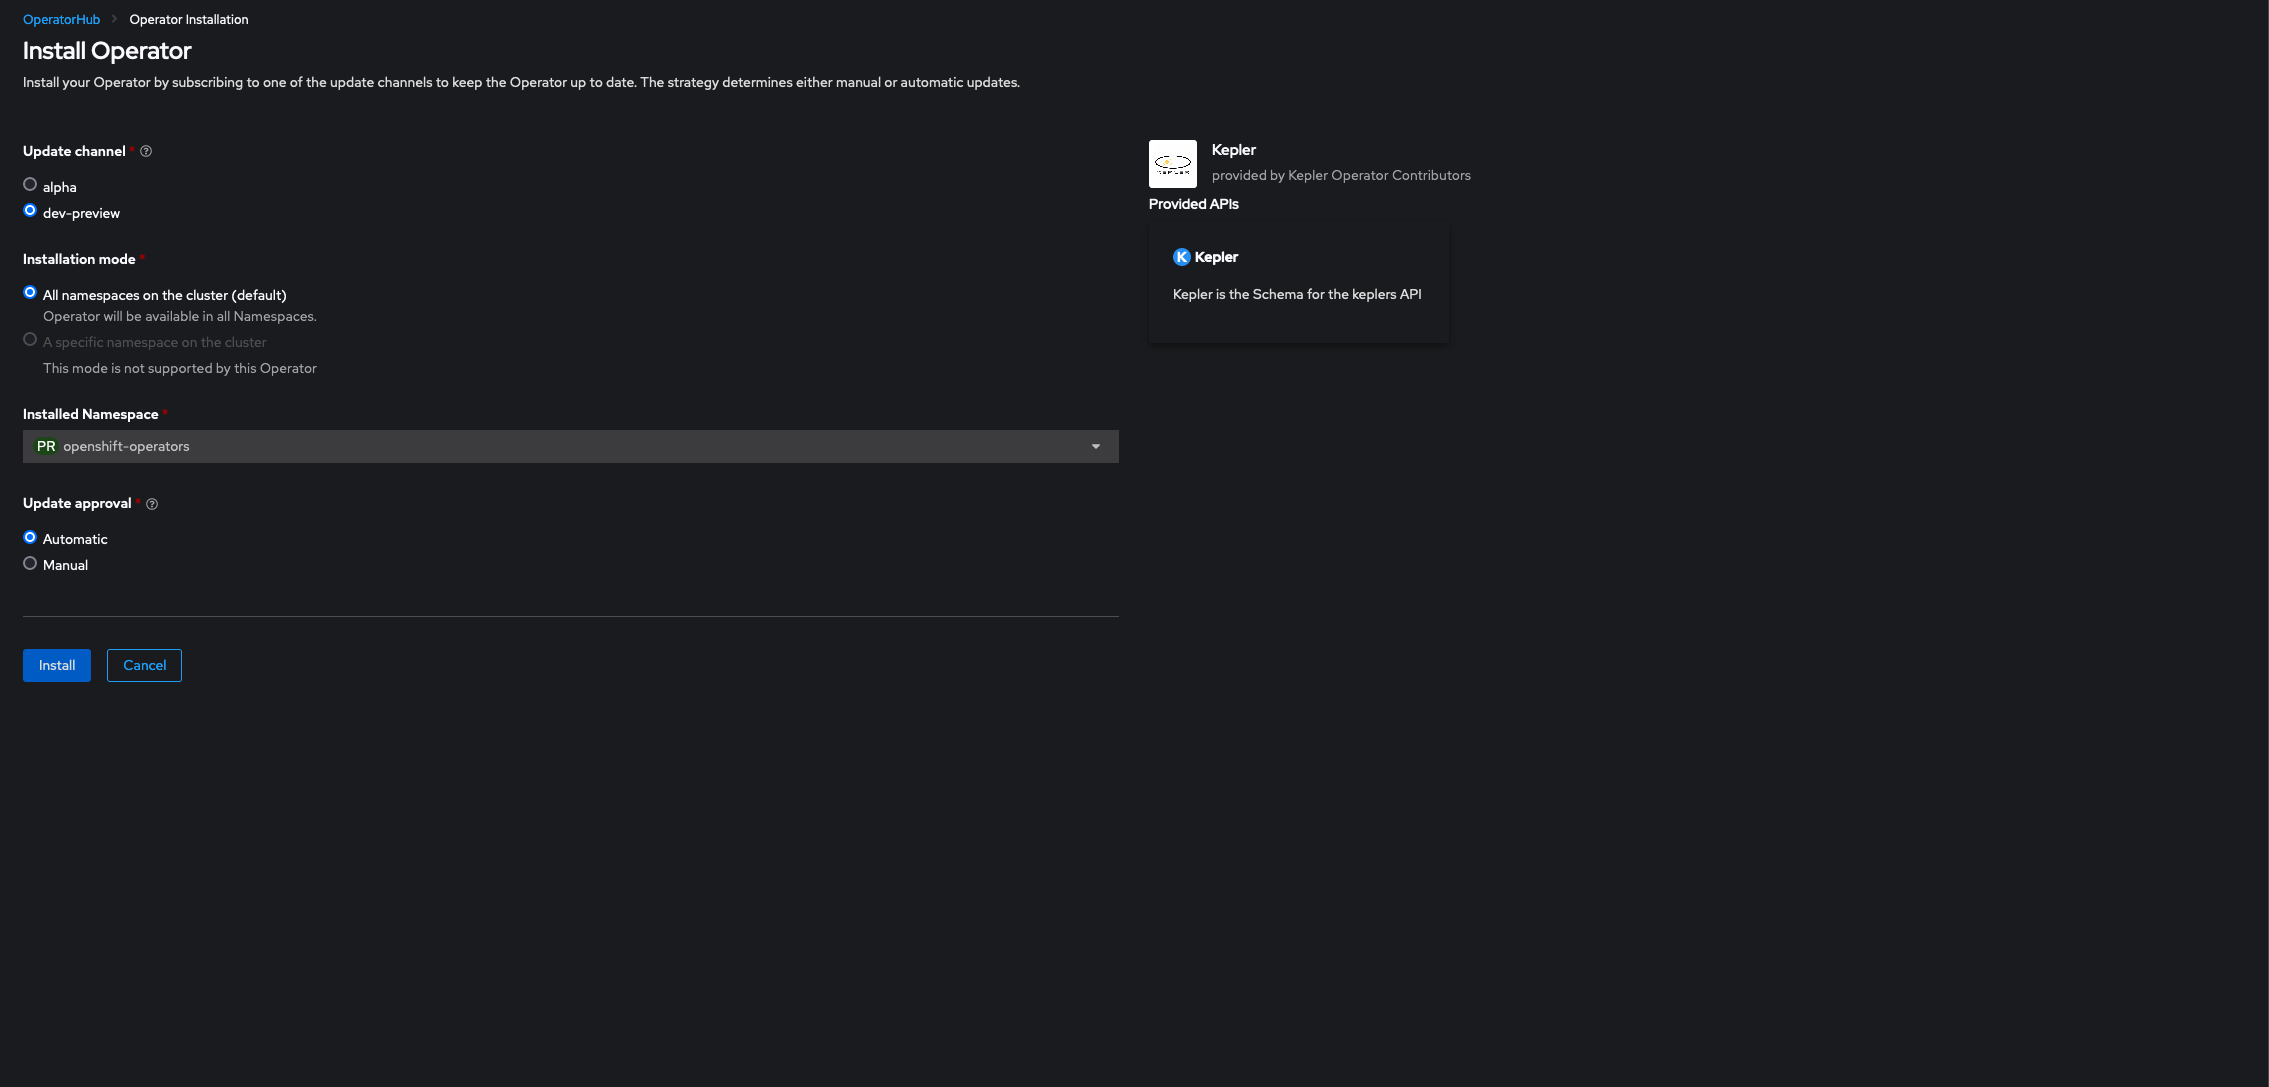 OperatorHub > Operator Installation
Install Operator
Install your Operator by subscribing to one of the update channels to keep the Operator up to date. The strategy determines either manual or automatic updates.
Update channel *
alpha
dev-preview
Installation mode *
All namespaces on the cluster (default)
Operator will be available in all Namespaces.
A specific namespace on the cluster
This mode is not supported by this Operator
Installed Namespace *
PR openshift-operators
Update approval *
Automatic
Manual
Install Cancel
KEPLER
Kepler
provided by Kepler Operator Contributors
Provided APIs
K Kepler
Kepler is the Schema for the keplers API